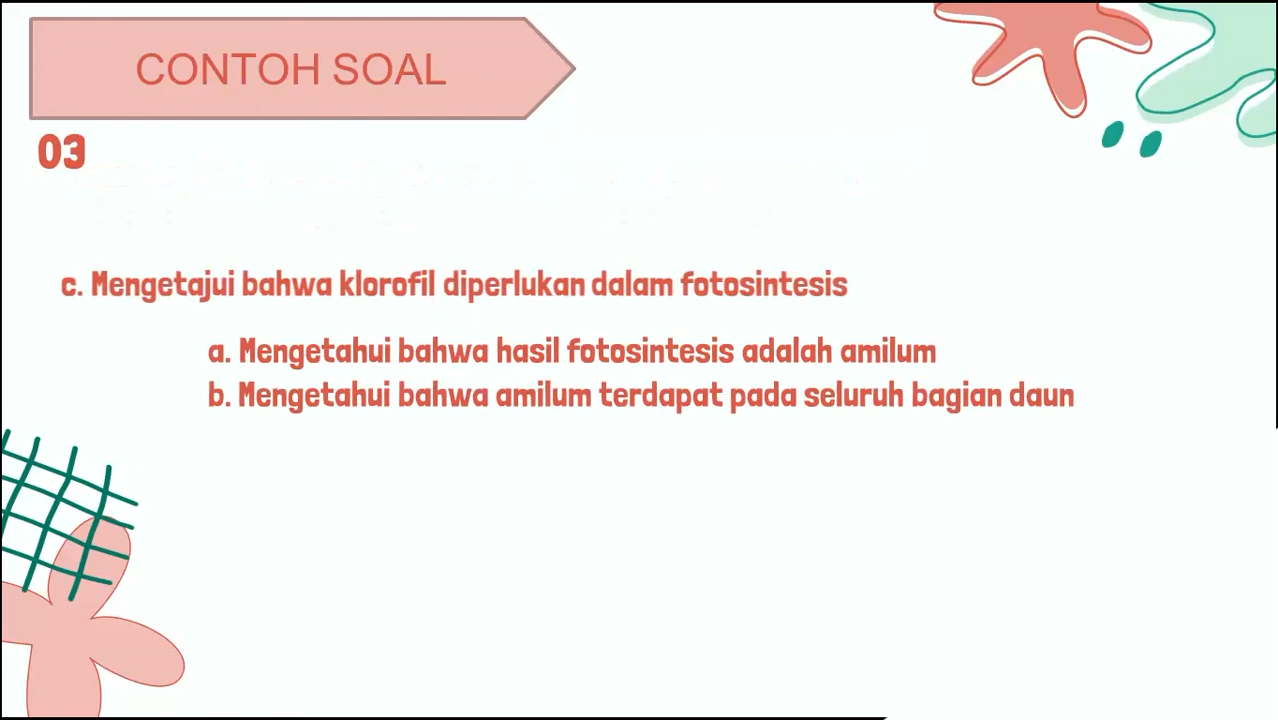 CONTOH SOAL
03
c. Mengetajui bahwa klorofil diperlukan dalam fotosintesis
a. Mengetahui bahwa hasil fotosintesis adalah amilum
b. Mengetahui bahwa amilum terdapat pada seluruh bagian daun